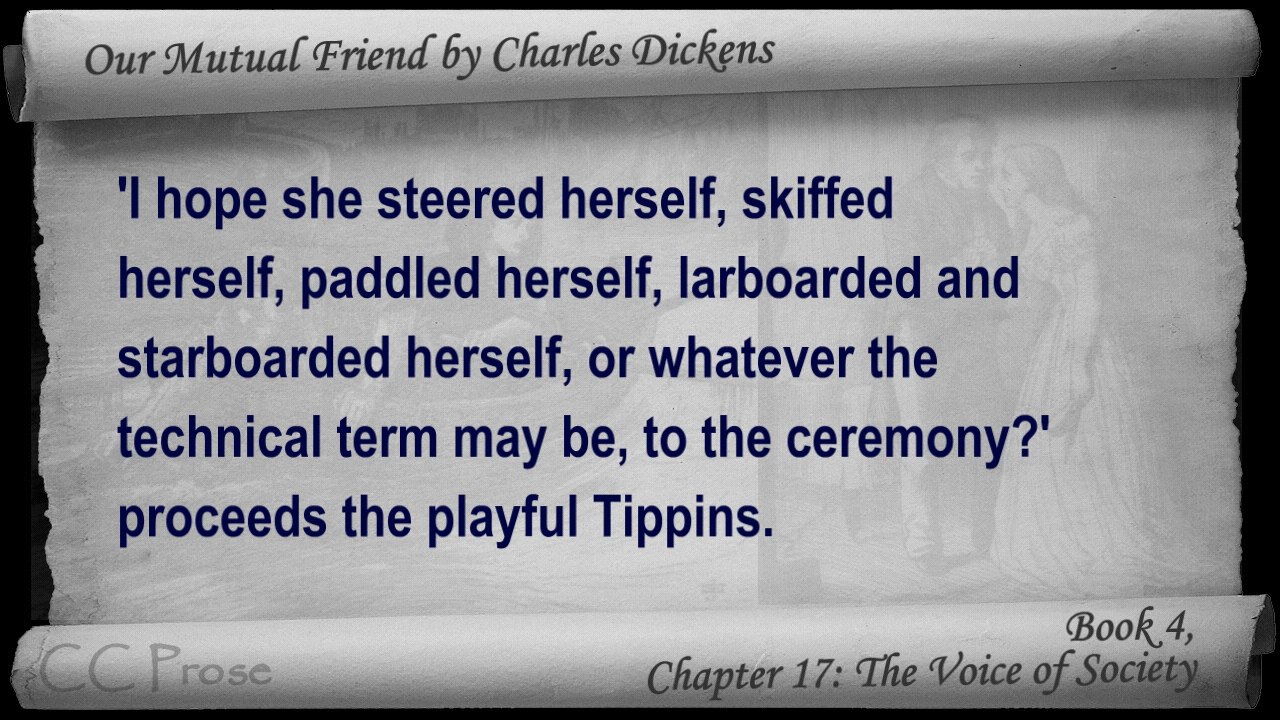 Our Mutual Friend by Charles Dickens
'I hope she steered herself, skiffed
herself, paddled herself, larboarded and
starboarded herself, or whatever the
technical term may be, to the ceremony?'
proceeds the playful Tippins.
Book 4,
Chapter 17: The Voice of Society
CC Prose